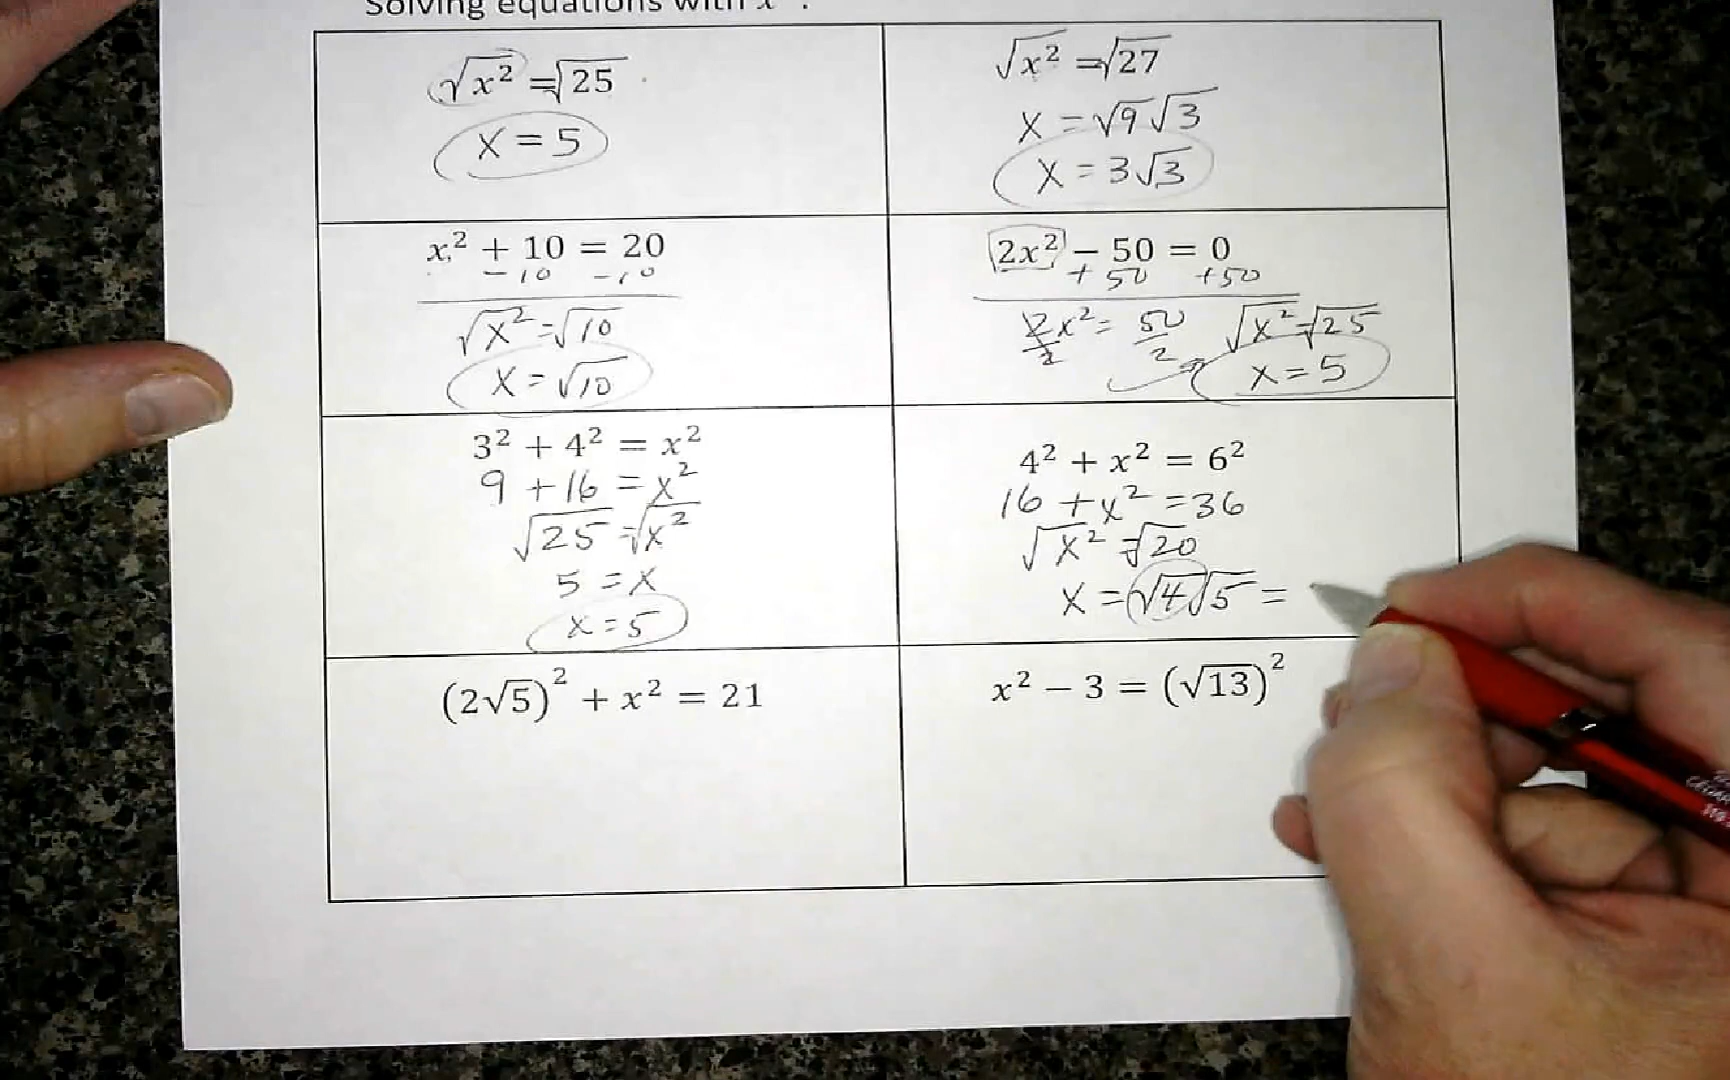 Solving equations with x
√x² = √25
x = 5
√x² = √27
x = √9 √3
x = 3√3
x² + 10 = 20
- 10 - 10
√x² = √10
x = √10
2x² − 50 = 0
+ 50 + 50
2x² = 50
2 2
√x² = √25
x = 5
3² + 4² = x²
9 + 16 = x²
√25 = √x²
5 = x
x = 5
4² + x² = 6²
16 + x² = 36
√x² = √20
x = √4 √5 =
(2√5)² + x² = 21
x² − 3 = (√13)²